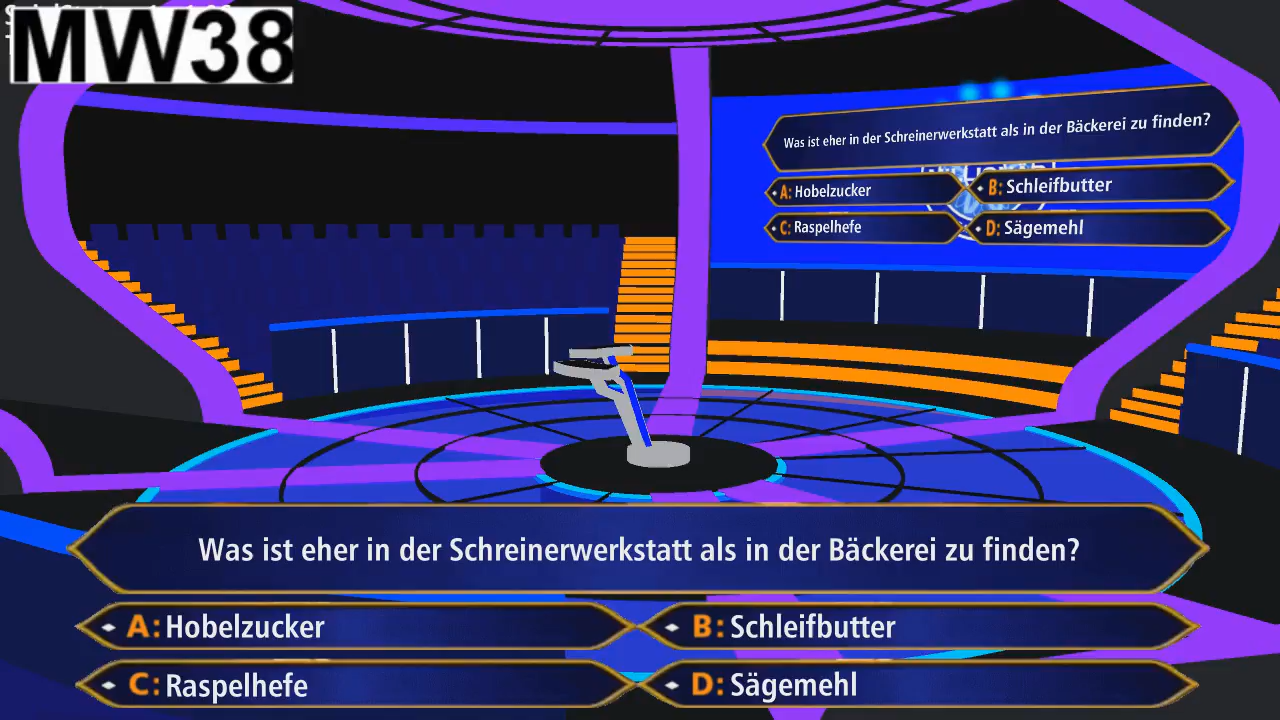 MW38
Was ist eher in der Schreinerwerkstatt als in der Bäckerei zu finden?
A: Hobelzucker
B: Schleifbutter
C: Raspelhefe
D: Sägemehl
Was ist eher in der Schreinerwerkstatt als in der Bäckerei zu finden?
A: Hobelzucker
B: Schleifbutter
C: Raspelhefe
D: Sägemehl